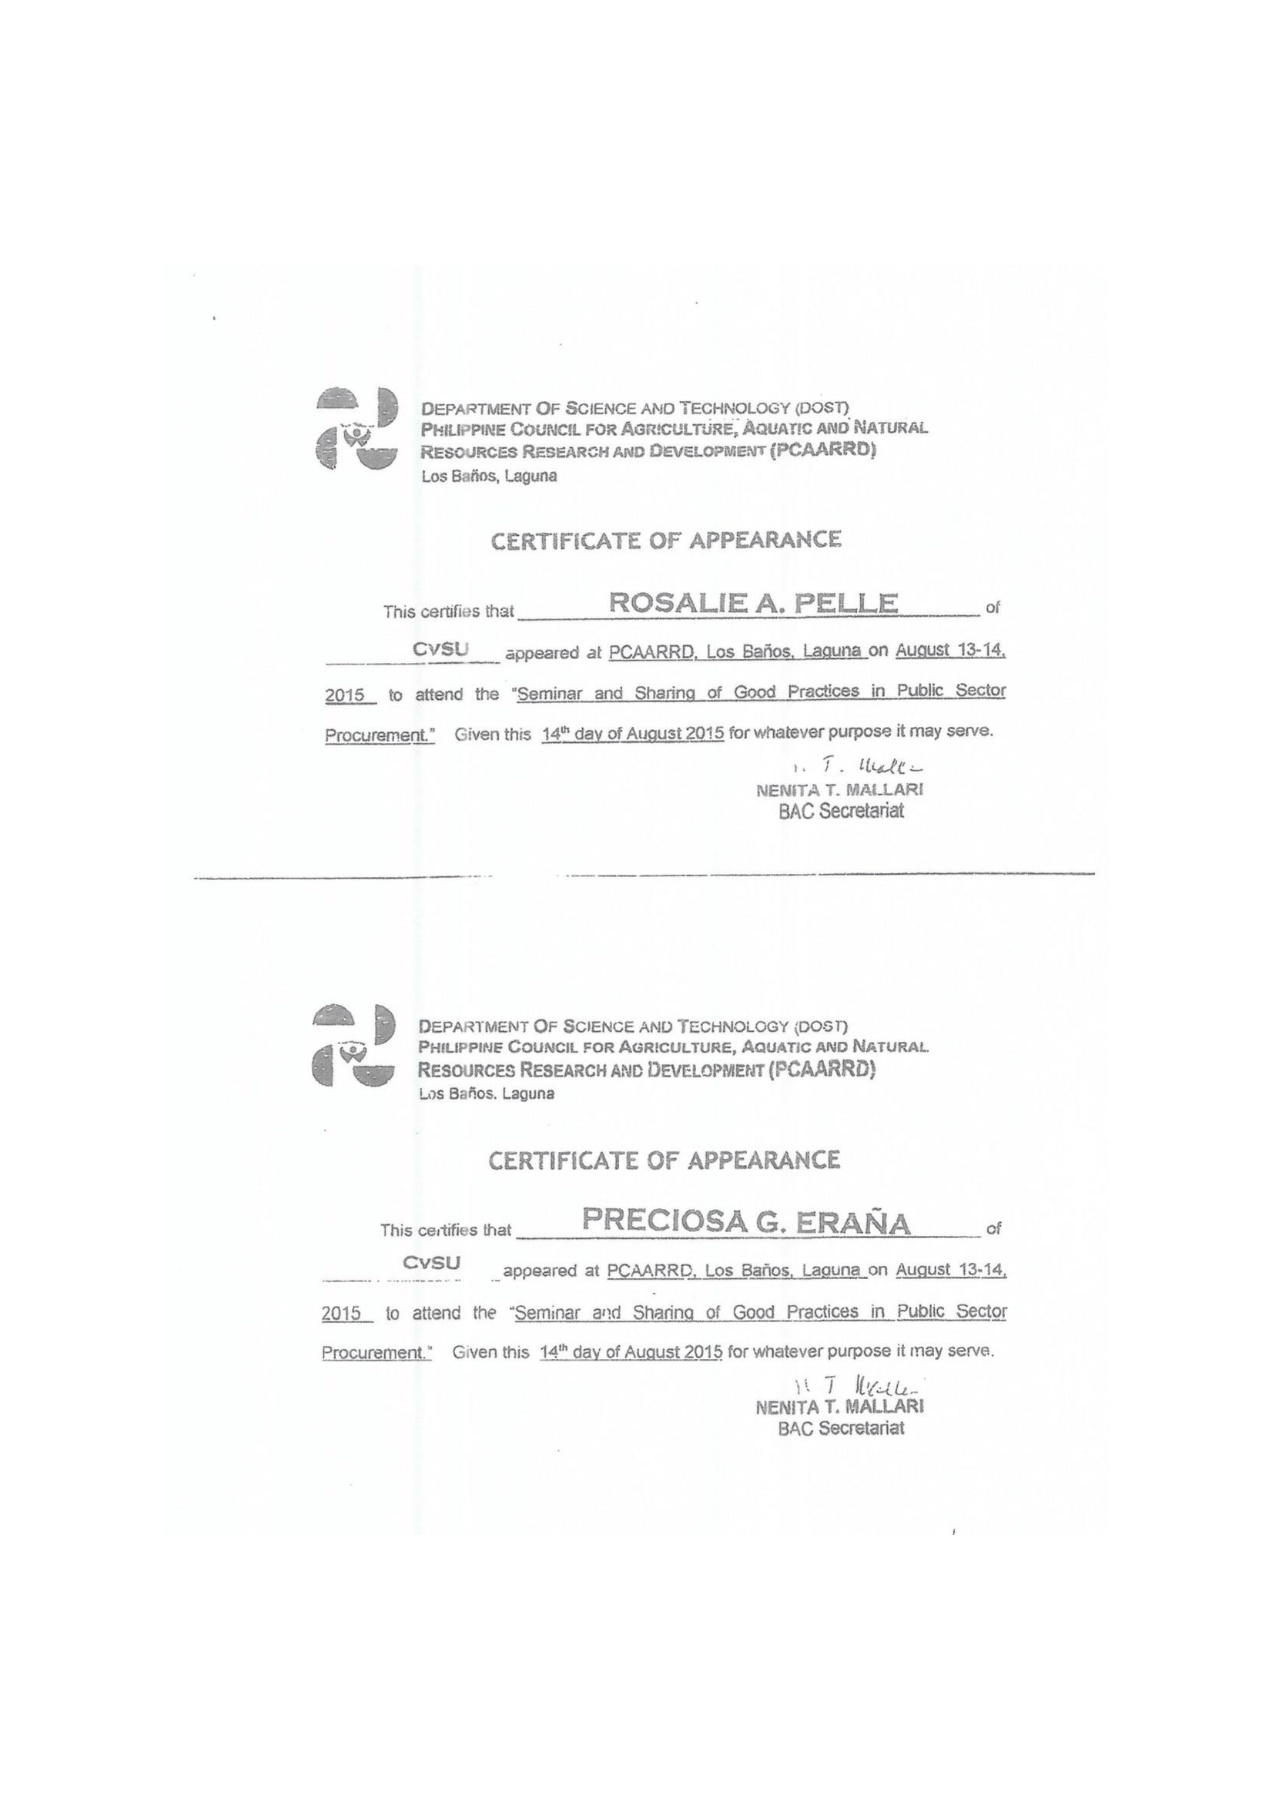 DEPARTMENT OF SCIENCE AND TECHNOLOGY (DOST)
PHILIPPINE COUNCIL FOR AGRICULTURE, AQUATIC AND NATURAL
RESOURCES RESEARCH AND DEVELOPMENT (PCAARRD)
Los Baños, Laguna
CERTIFICATE OF APPEARANCE
This certifies that ROSALIE A. PELLE of
CvSU appeared at PCAARRD, Los Baños, Laguna on August 13-14,
2015 to attend the "Seminar and Sharing of Good Practices in Public Sector
Procurement." Given this 14th day of August 2015 for whatever purpose it may serve.
NENITA T. MALLARI
BAC Secretariat
DEPARTMENT OF SCIENCE AND TECHNOLOGY (DOST)
PHILIPPINE COUNCIL FOR AGRICULTURE, AQUATIC AND NATURAL
RESOURCES RESEARCH AND DEVELOPMENT (PCAARRD)
Los Baños. Laguna
CERTIFICATE OF APPEARANCE
This certifies that PRECIOSA G. ERAÑA of
CvSU appeared at PCAARRD, Los Baños, Laguna on August 13-14,
2015 to attend the "Seminar and Sharing of Good Practices in Public Sector
Procurement." Given this 14th day of August 2015 for whatever purpose it may serve.
NENITA T. MALLARI
BAC Secretariat